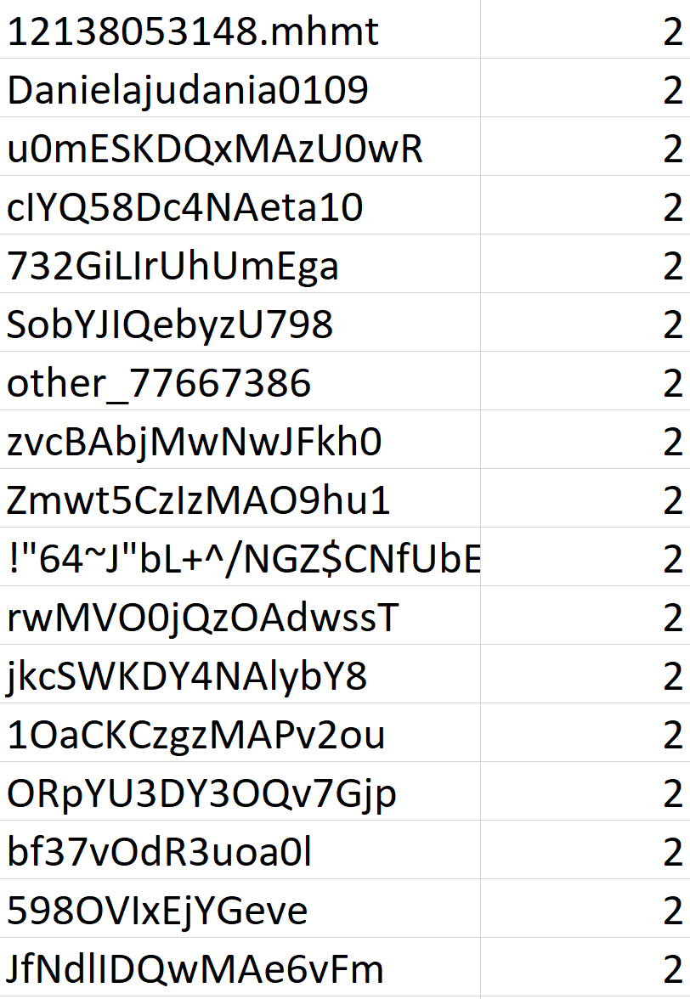 12138053148.mhmt 2
Danielajudania0109 2
u0mESKDQxMAzU0wR 2
cIYQ58Dc4NAeta10 2
732GiLIrUhUmEga 2
SobYJIQebyzU798 2
other_77667386 2
zvcBAbjMwNwJFkh0 2
Zmwt5CzIzMAO9hu1 2
!"64~J"bL+^/NGZ$CNfUbE 2
rwMVO0jQzOAdwssT 2
jkcSWKDY4NAlybY8 2
1OaCKCzgzMAPv2ou 2
ORpYU3DY3OQv7Gjp 2
bf37vOdR3uoa0l 2
598OVIxEjYGeve 2
JfNdlIDQwMAe6vFm 2